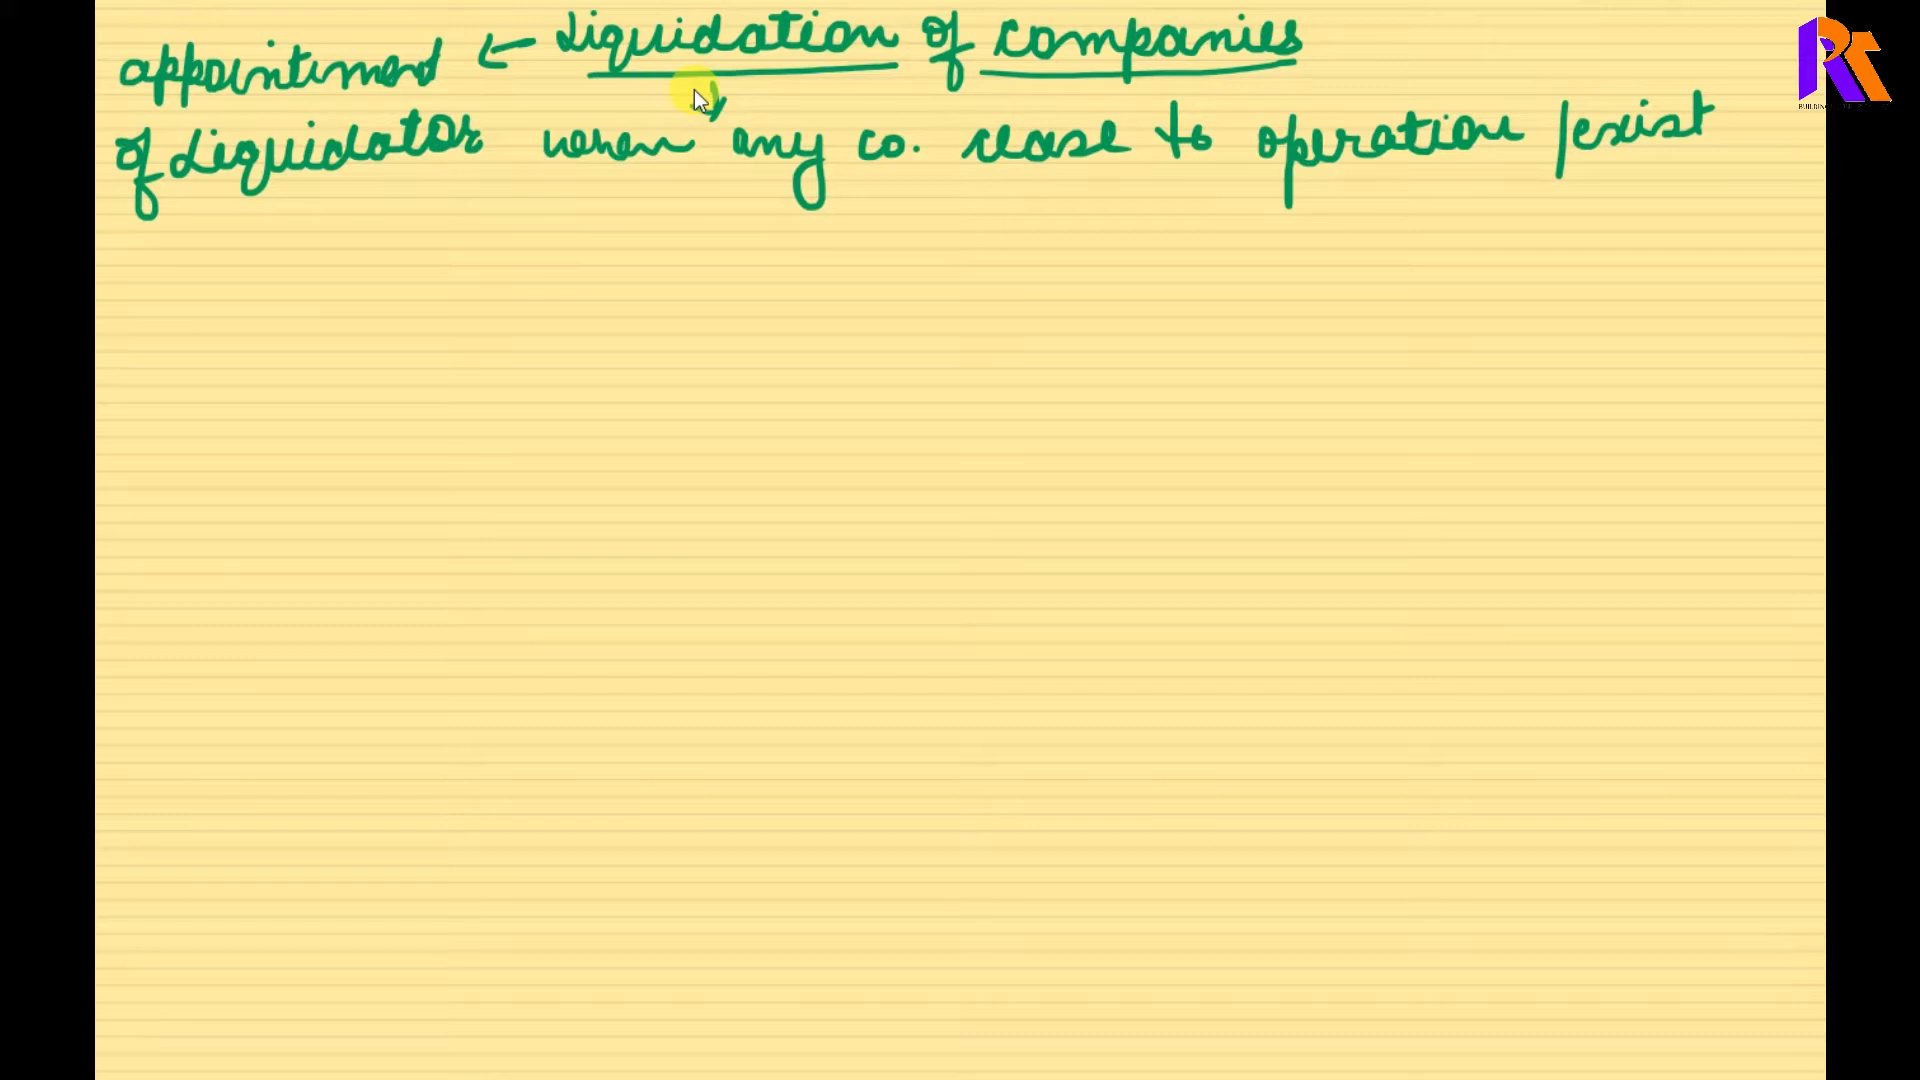 appointment ← Liquidation of companies
of Liquidator when any co. cease to operation / exist